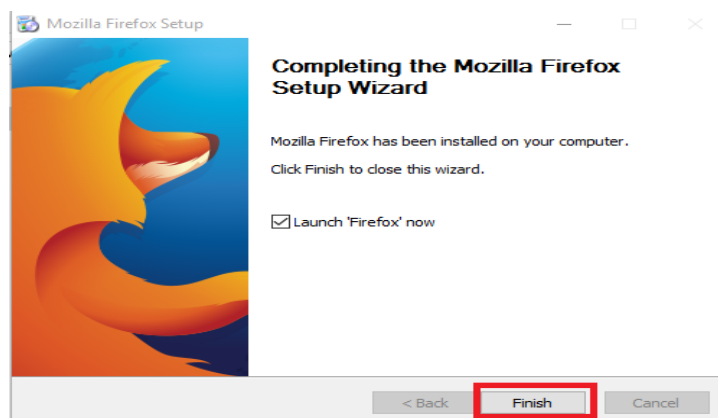 Mozilla Firefox Setup
Completing the Mozilla Firefox
Setup Wizard
Mozilla Firefox has been installed on your computer.
Click Finish to close this wizard.
Launch 'Firefox' now
< Back
Finish
Cancel